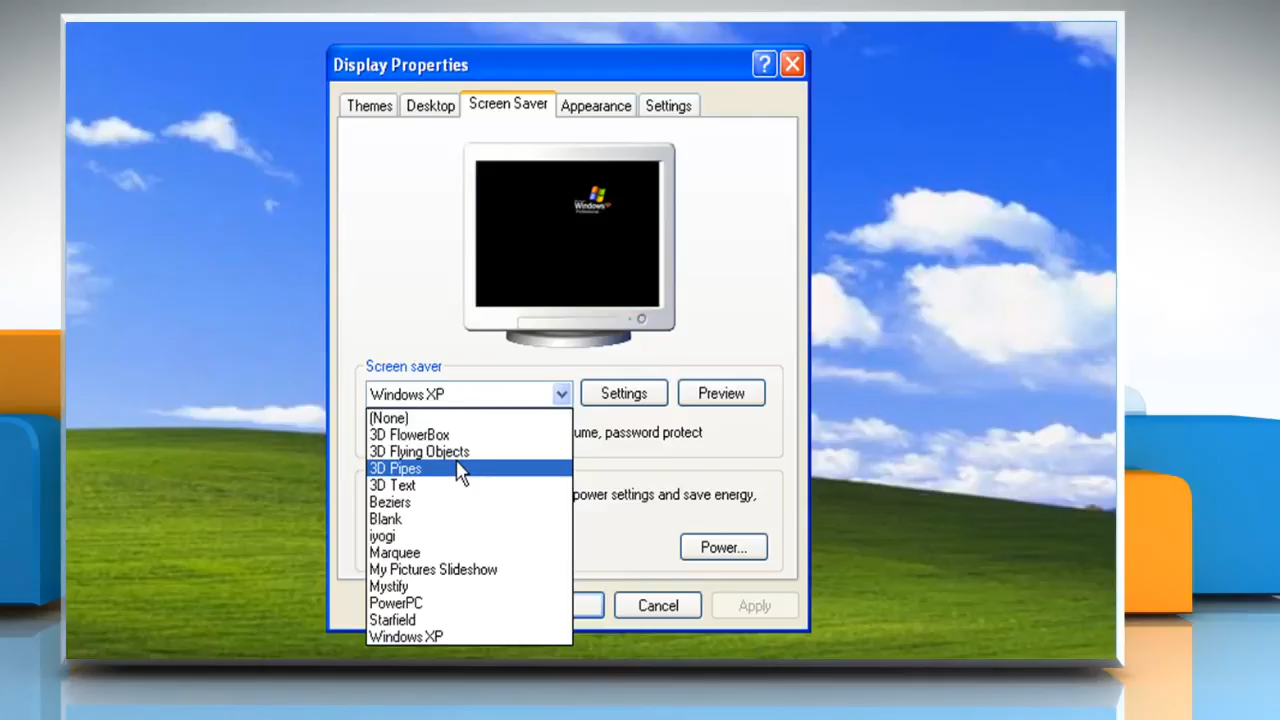 Display Properties
?
Themes
Desktop
Screen Saver
Appearance
Settings
Windows XP
Screen saver
Windows XP
Settings
Preview
(None)
3D FlowerBox
ume, password protect
3D Flying Objects
3D Pipes
3D Text
power settings and save energy,
Beziers
Blank
iyogi
Power...
Marquee
My Pictures Slideshow
Mystify
PowerPC
Cancel
Apply
Starfield
Windows XP